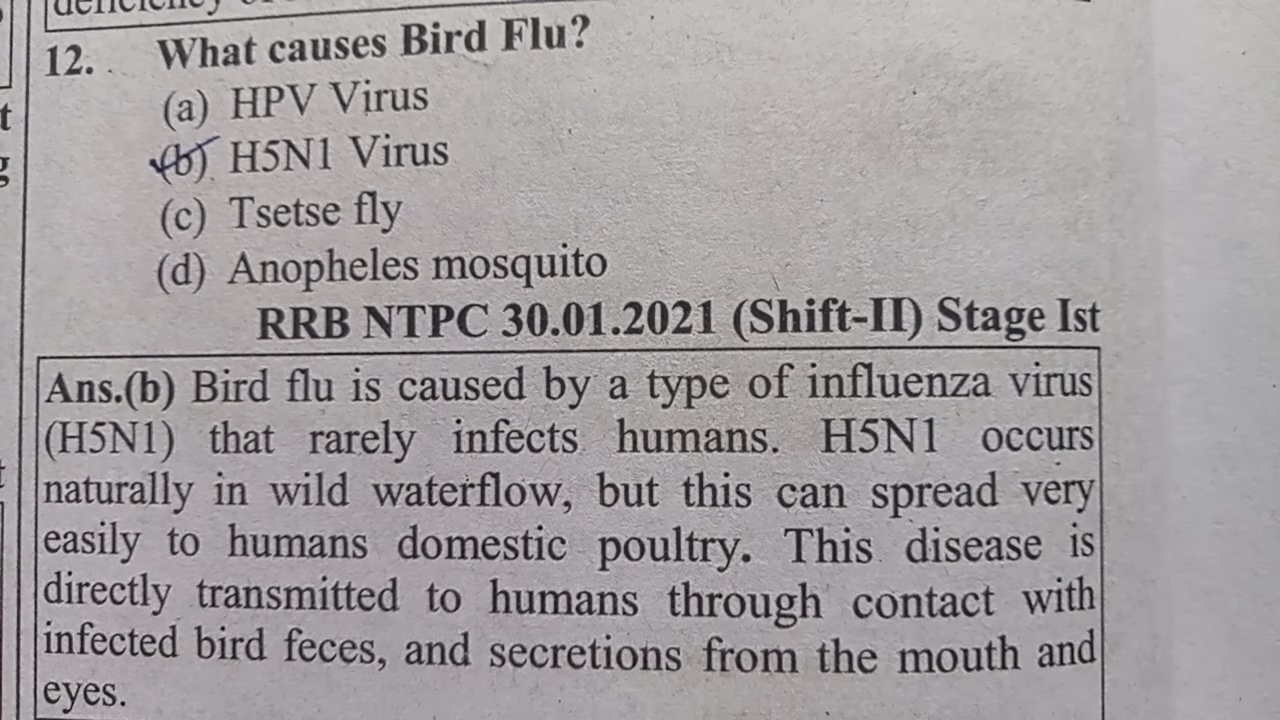 12. What causes Bird Flu?
(a) HPV Virus
(b) H5N1 Virus
(c) Tsetse fly
(d) Anopheles mosquito
RRB NTPC 30.01.2021 (Shift-II) Stage Ist
Ans.(b) Bird flu is caused by a type of influenza virus
(H5N1) that rarely infects humans. H5N1 occurs
naturally in wild waterflow, but this can spread very
easily to humans domestic poultry. This disease is
directly transmitted to humans through contact with
infected bird feces, and secretions from the mouth and
eyes.